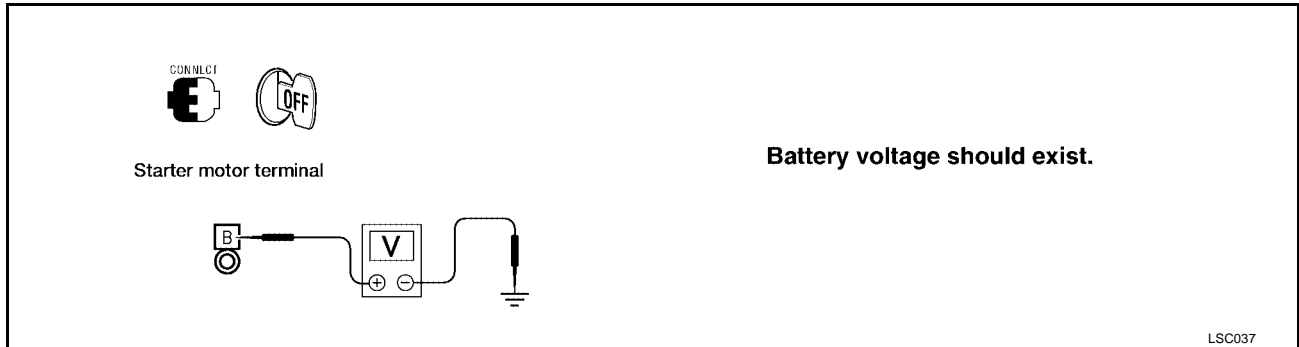 CONNECT
OFF
Starter motor terminal
Battery voltage should exist.
B
V
+ −
LSC037